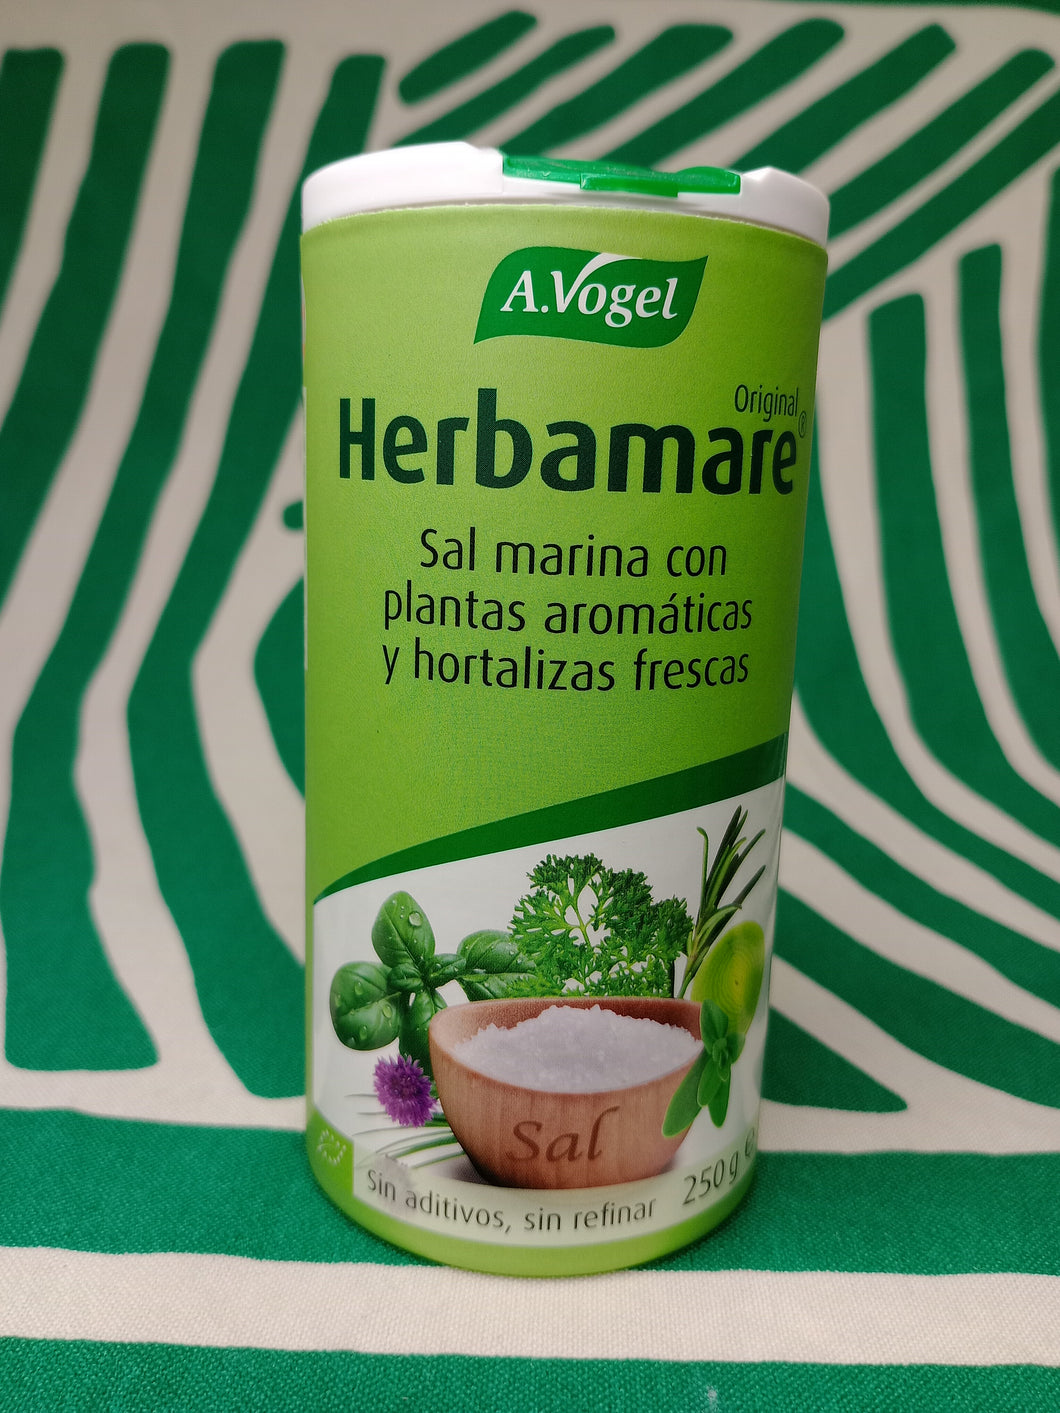 A.Vogel
Original
Herbamare®
Sal marina con
plantas aromáticas
y hortalizas frescas
Sal
Sin aditivos, sin refinar 250 g e